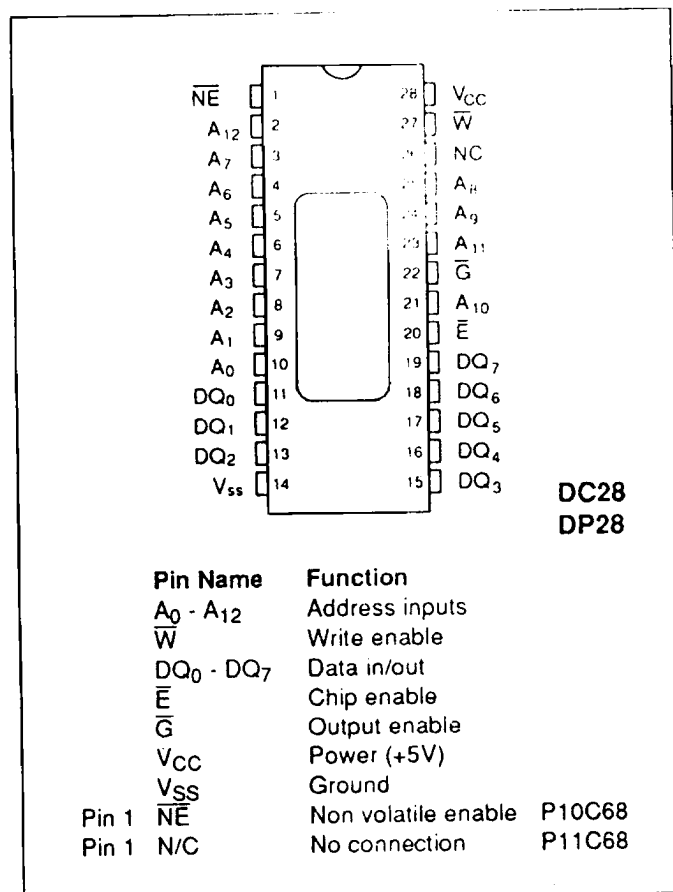 N̅E̅ 1 28 VCC
A12 2 27 W̅
A7 3 26 NC
A6 4 25 A8
A5 5 24 A9
A4 6 23 A11
A3 7 22 G̅
A2 8 21 A10
A1 9 20 E̅
A0 10 19 DQ7
DQ0 11 18 DQ6
DQ1 12 17 DQ5
DQ2 13 16 DQ4
Vss 14 15 DQ3
DC28
DP28
Pin Name Function
A0 - A12 Address inputs
W̅ Write enable
DQ0 - DQ7 Data in/out
E̅ Chip enable
G̅ Output enable
VCC Power (+5V)
VSS Ground
Pin 1 N̅E̅ Non volatile enable P10C68
Pin 1 N/C No connection P11C68